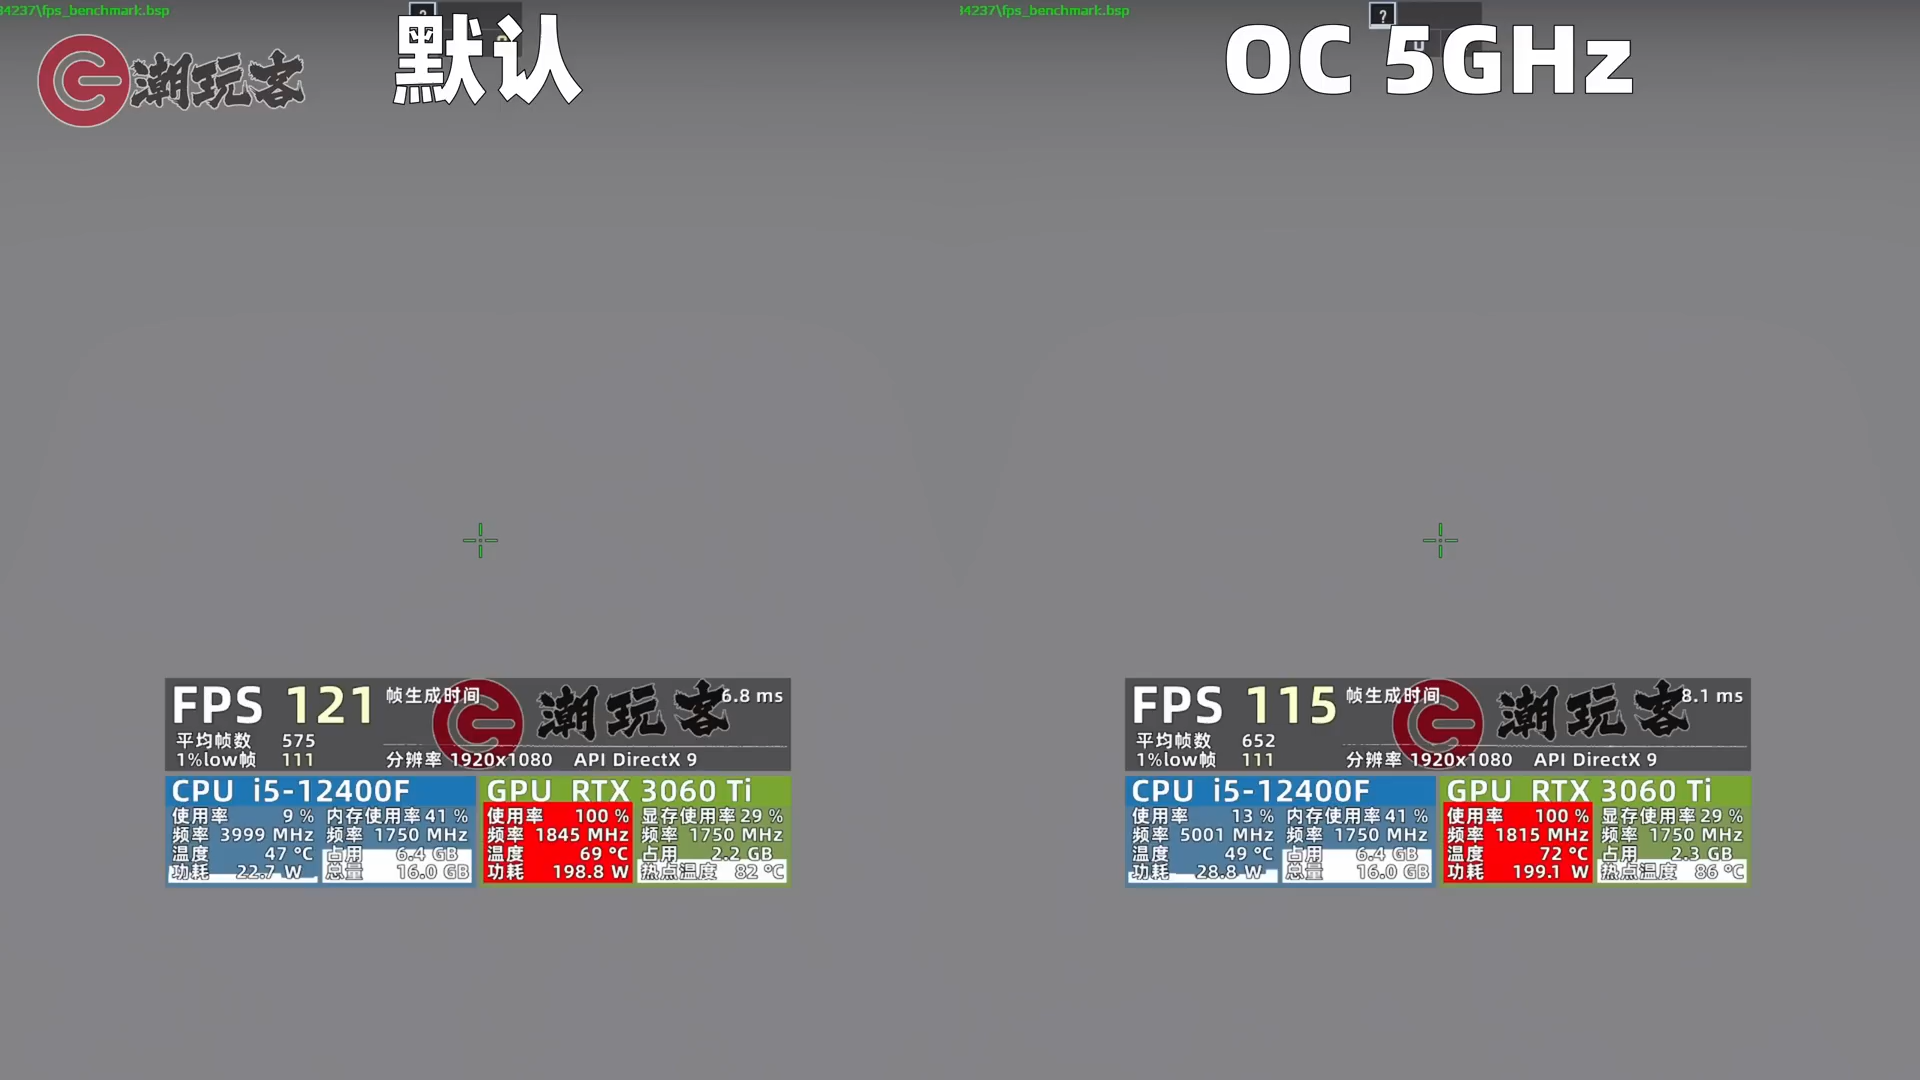 34237\fps_benchmark.bsp
34237\fps_benchmark.bsp
?
?
默认
OC 5GHz
潮玩客
FPS 121
帧生成时间
6.8 ms
潮玩客
平均帧数 575
1%low帧 111
分辨率 1920x1080 API DirectX 9
CPU i5-12400F
GPU RTX 3060 Ti
使用率 9 % 内存使用率 41 %
使用率 100 % 显存使用率 29 %
频率 3999 MHz 频率 1750 MHz
频率 1845 MHz 频率 1750 MHz
温度 47 °C 占用 6.4 GB
温度 69 °C 占用 2.2 GB
功耗 22.7 W 总量 16.0 GB
功耗 198.8 W 热点温度 82 °C
FPS 115
帧生成时间
8.1 ms
潮玩客
平均帧数 652
1%low帧 111
分辨率 1920x1080 API DirectX 9
CPU i5-12400F
GPU RTX 3060 Ti
使用率 13 % 内存使用率 41 %
使用率 100 % 显存使用率 29 %
频率 5001 MHz 频率 1750 MHz
频率 1815 MHz 频率 1750 MHz
温度 49 °C 占用 6.4 GB
温度 72 °C 占用 2.3 GB
功耗 28.8 W 总量 16.0 GB
功耗 199.1 W 热点温度 86 °C